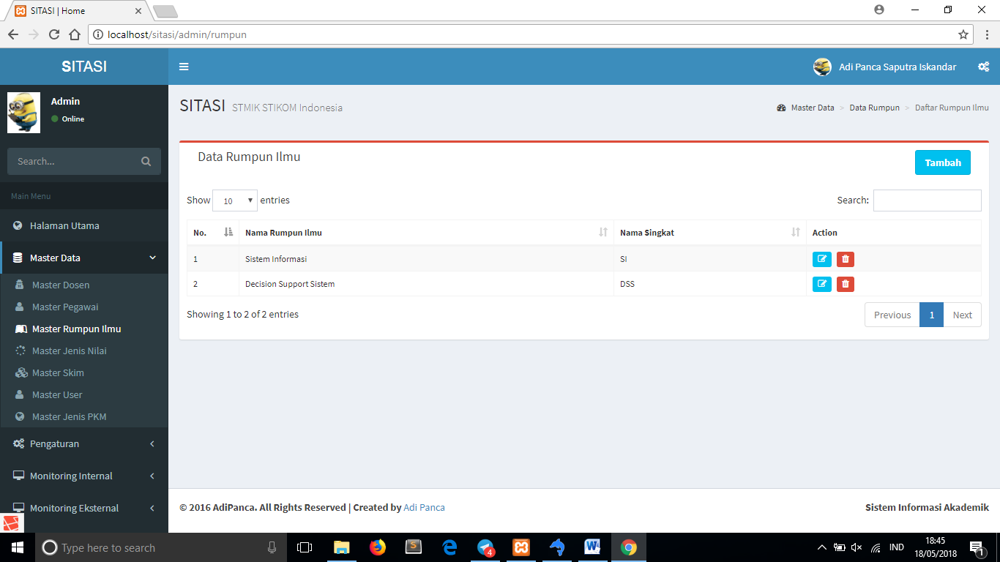 SITASI | Home
localhost/sitasi/admin/rumpun
SITASI
Adi Panca Saputra Iskandar
Admin
Online
Search...
Main Menu
Halaman Utama
Master Data
Master Dosen
Master Pegawai
Master Rumpun Ilmu
Master Jenis Nilai
Master Skim
Master User
Master Jenis PKM
Pengaturan
Monitoring Internal
Monitoring Eksternal
SITASI STMIK STIKOM Indonesia
Master Data > Data Rumpun > Daftar Rumpun Ilmu
Data Rumpun Ilmu
Tambah
Show 10 entries
Search:
No. Nama Rumpun Ilmu Nama Singkat Action
1 Sistem Informasi SI
2 Decision Support Sistem DSS
Showing 1 to 2 of 2 entries
Previous 1 Next
© 2016 AdiPanca. All Rights Reserved | Created by Adi Panca
Sistem Informasi Akademik
Type here to search
4
IND
18:45
18/05/2018
1